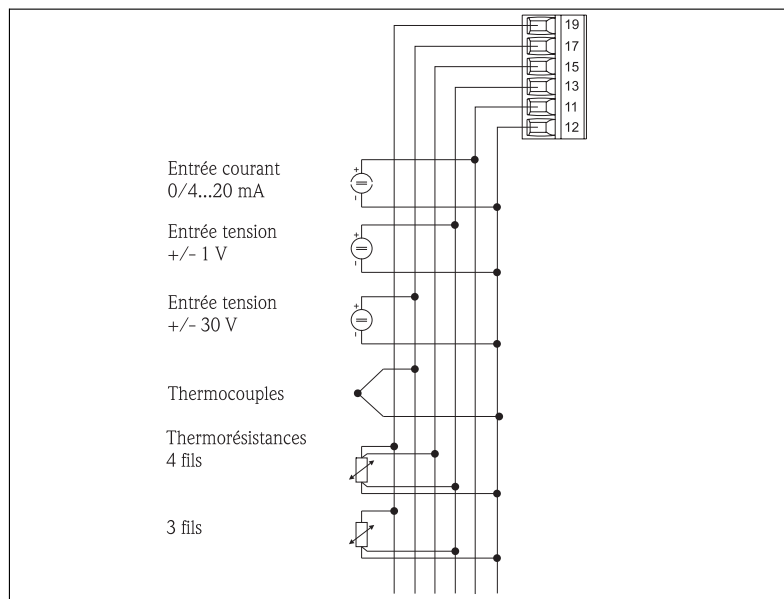 19
17
15
13
11
12
Entrée courant
0/4...20 mA
+
-
Entrée tension
+/- 1 V
+
-
Entrée tension
+/- 30 V
+
-
Thermocouples
Thermorésistances
4 fils
3 fils